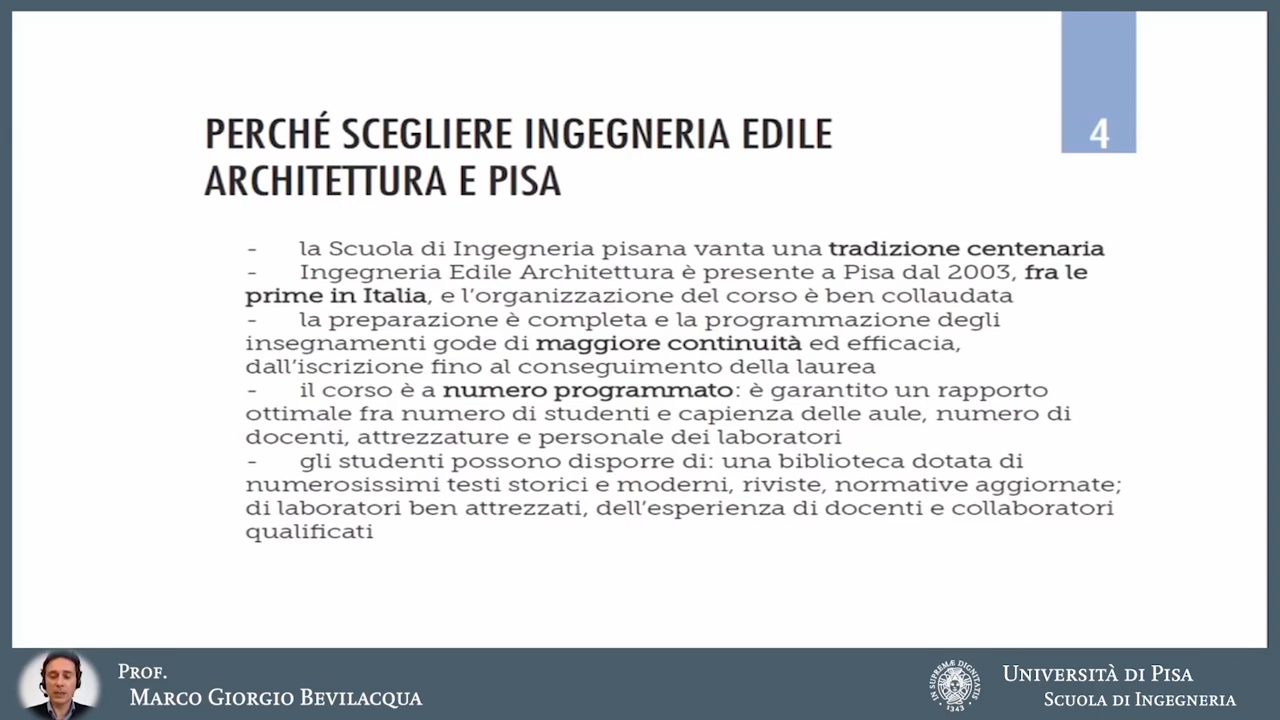 4
PERCHÉ SCEGLIERE INGEGNERIA EDILE
ARCHITETTURA E PISA
- la Scuola di Ingegneria pisana vanta una tradizione centenaria
- Ingegneria Edile Architettura è presente a Pisa dal 2003, fra le
prime in Italia, e l’organizzazione del corso è ben collaudata
- la preparazione è completa e la programmazione degli
insegnamenti gode di maggiore continuità ed efficacia,
dall’iscrizione fino al conseguimento della laurea
- il corso è a numero programmato: è garantito un rapporto
ottimale fra numero di studenti e capienza delle aule, numero di
docenti, attrezzature e personale dei laboratori
- gli studenti possono disporre di: una biblioteca dotata di
numerosissimi testi storici e moderni, riviste, normative aggiornate;
di laboratori ben attrezzati, dell’esperienza di docenti e collaboratori
qualificati
PROF.
MARCO GIORGIO BEVILACQUA
IN SUPREMÆ DIGNITATIS
1343
UNIVERSITÀ DI PISA
SCUOLA DI INGEGNERIA